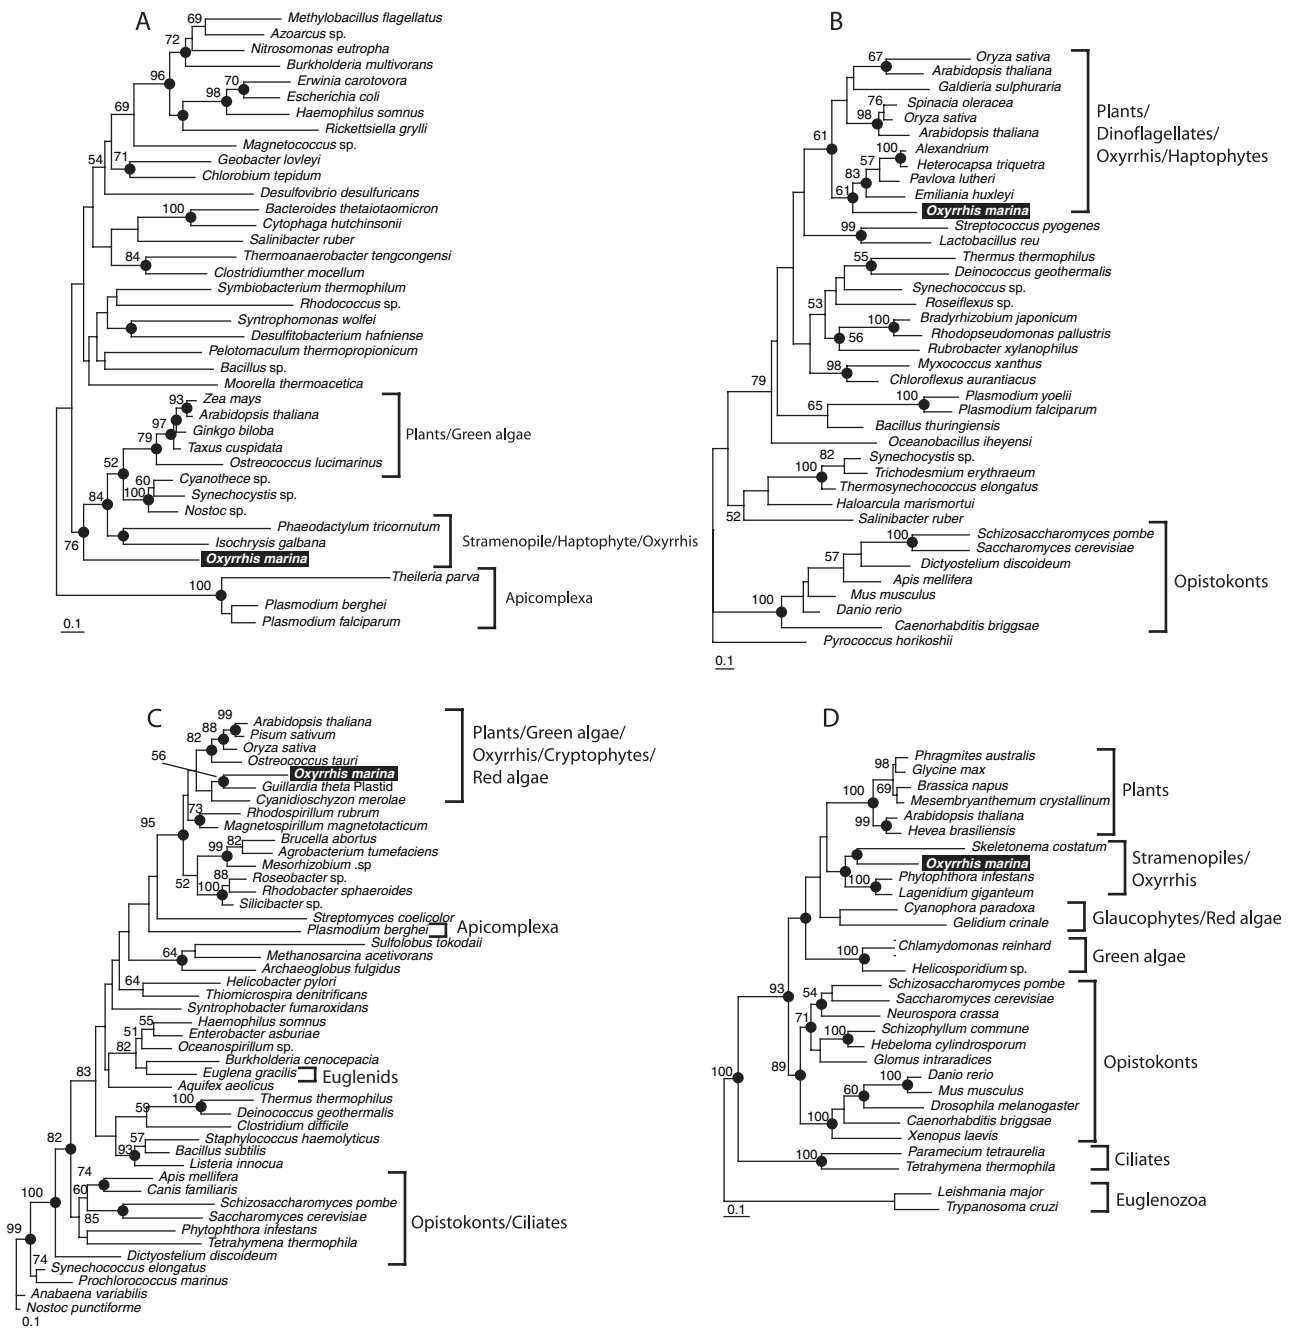 A
69
Methylobacillus flagellatus
Azoarcus sp.
72
Nitrosomonas eutropha
Burkholderia multivorans
96
70
Erwinia carotovora
98
Escherichia coli
69
Haemophilus somnus
Rickettsiella grylli
Magnetococcus sp.
54
71
Geobacter lovleyi
Chlorobium tepidum
Desulfovibrio desulfuricans
100
Bacteroides thetaiotaomicron
Cytophaga hutchinsonii
Salinibacter ruber
84
Thermoanaerobacter tengcongensi
Clostridiumther mocellum
Symbiobacterium thermophilum
Rhodococcus sp.
Syntrophomonas wolfei
Desulfitobacterium hafniense
Pelotomaculum thermopropionicum
Bacillus sp.
Moorella thermoacetica
93
Zea mays
Arabidopsis thaliana
97
Ginkgo biloba
79
Taxus cuspidata
52
Ostreococcus lucimarinus
Plants/Green algae
60
Cyanothece sp.
84
100
Synechocystis sp.
Nostoc sp.
Phaeodactylum tricornutum
76
Isochrysis galbana
Oxyrrhis marina
Stramenopile/Haptophyte/Oxyrrhis
100
Theileria parva
Plasmodium berghei
Plasmodium falciparum
Apicomplexa
0.1
B
67
Oryza sativa
Arabidopsis thaliana
Galdieria sulphuraria
76
Spinacia oleracea
98
Oryza sativa
61
Arabidopsis thaliana
100
Alexandrium
57
Heterocapsa triquetra
83
Pavlova lutheri
61
Emiliania huxleyi
Oxyrrhis marina
Plants/
Dinoflagellates/
Oxyrrhis/Haptophytes
99
Streptococcus pyogenes
Lactobacillus reu
55
Thermus thermophilus
Deinococcus geothermalis
Synechococcus sp.
53
Roseiflexus sp.
100
Bradyrhizobium japonicum
Rhodopseudomonas pallustris
56
Rubrobacter xylanophilus
98
Myxococcus xanthus
Chloroflexus aurantiacus
79
100
Plasmodium yoelii
65
Plasmodium falciparum
Bacillus thuringiensis
Oceanobacillus iheyensi
82
Synechocystis sp.
100
Trichodesmium erythraeum
Thermosynechococcus elongatus
Haloarcula marismortui
52
Salinibacter ruber
100
Schizosaccharomyces pombe
Saccharomyces cerevisiae
57
Dictyostelium discoideum
Apis mellifera
100
Mus musculus
Danio rerio
Caenorhabditis briggsae
Opistokonts
Pyrococcus horikoshii
0.1
C
99
Arabidopsis thaliana
88
Pisum sativum
82
Oryza sativa
56
Ostreococcus tauri
Oxyrrhis marina
Guillardia theta Plastid
Cyanidioschyzon merolae
Plants/Green algae/
Oxyrrhis/Cryptophytes/
Red algae
73
Rhodospirillum rubrum
95
Magnetospirillum magnetotacticum
82
Brucella abortus
99
Agrobacterium tumefaciens
Mesorhizobium .sp
52
88
Roseobacter sp.
100
Rhodobacter sphaeroides
Silicibacter sp.
Streptomyces coelicolor
Plasmodium berghei
Apicomplexa
Sulfolobus tokodaii
64
Methanosarcina acetivorans
Archaeoglobus fulgidus
64
Helicobacter pylori
Thiomicrospira denitrificans
Syntrophobacter fumaroxidans
55
Haemophilus somnus
51
Enterobacter asburiae
82
Oceanospirillum sp.
Burkholderia cenocepacia
83
Euglena gracilis
Euglenids
Aquifex aeolicus
100
Thermus thermophilus
59
Deinococcus geothermalis
Clostridium difficile
57
Staphylococcus haemolyticus
82
93
Bacillus subtilis
Listeria innocua
74
Apis mellifera
60
Canis familiaris
100
Schizosaccharomyces pombe
85
Saccharomyces cerevisiae
Opistokonts/Ciliates
99
Phytophthora infestans
Tetrahymena thermophila
74
Dictyostelium discoideum
Synechococcus elongatus
Prochlorococcus marinus
Anabaena variabilis
Nostoc punctiforme
0.1
D
Phragmites australis
98
Glycine max
100
69
Brassica napus
Mesembryanthemum crystallinum
99
Arabidopsis thaliana
Hevea brasiliensis
Plants
Skeletonema costatum
Oxyrrhis marina
100
Phytophthora infestans
Lagenidium giganteum
Stramenopiles/
Oxyrrhis
Cyanophora paradoxa
Gelidium crinale
Glaucophytes/Red algae
Chlamydomonas reinhard
100
Helicosporidium sp.
Green algae
93
54
Schizosaccharomyces pombe
Saccharomyces cerevisiae
71
Neurospora crassa
100
Schizophyllum commune
Hebeloma cylindrosporum
Glomus intraradices
100
89
100
Danio rerio
60
Mus musculus
Drosophila melanogaster
100
Caenorhabditis briggsae
Xenopus laevis
Opistokonts
100
Paramecium tetraurelia
Tetrahymena thermophila
Ciliates
Leishmania major
Trypanosoma cruzi
Euglenozoa
0.1